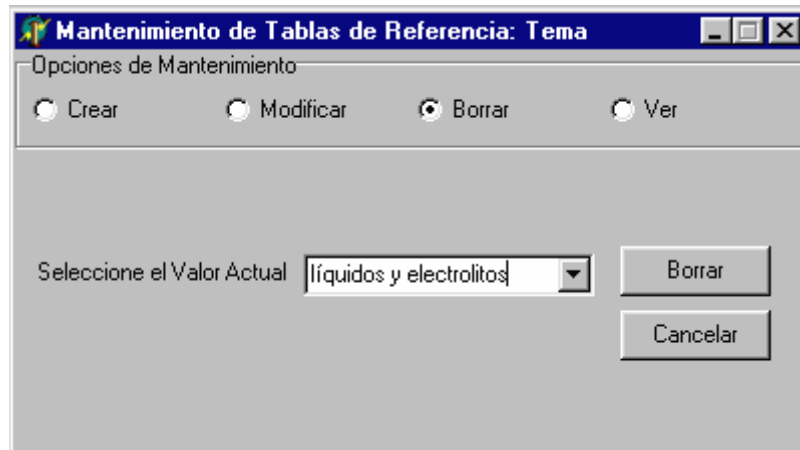 Mantenimiento de Tablas de Referencia: Tema
Opciones de Mantenimiento
Crear Modificar Borrar Ver
Seleccione el Valor Actual líquidos y electrolitos Borrar
Cancelar